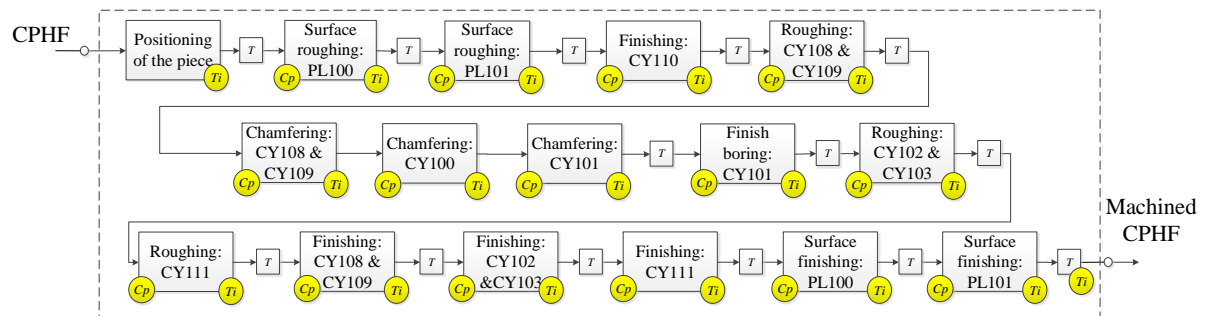 CPHF
Positioning
of the piece
Ti
T
Surface
roughing:
PL100
Cp
Ti
T
Surface
roughing:
PL101
Cp
Ti
T
Finishing:
CY110
Cp
Ti
T
Roughing:
CY108 &
CY109
Cp
Ti
T
Chamfering:
CY108 &
CY109
Cp
Ti
Chamfering:
CY100
Cp
Ti
Chamfering:
CY101
Cp
Ti
T
Finish
boring:
CY101
Cp
Ti
T
Roughing:
CY102 &
CY103
Cp
Ti
T
Roughing:
CY111
Cp
Ti
T
Finishing:
CY108 &
CY109
Cp
Ti
T
Finishing:
CY102
&CY103
Cp
Ti
T
Finishing:
CY111
Cp
Ti
T
Surface
finishing:
PL100
Cp
Ti
T
Surface
finishing:
PL101
Cp
Ti
T
Ti
Machined
CPHF